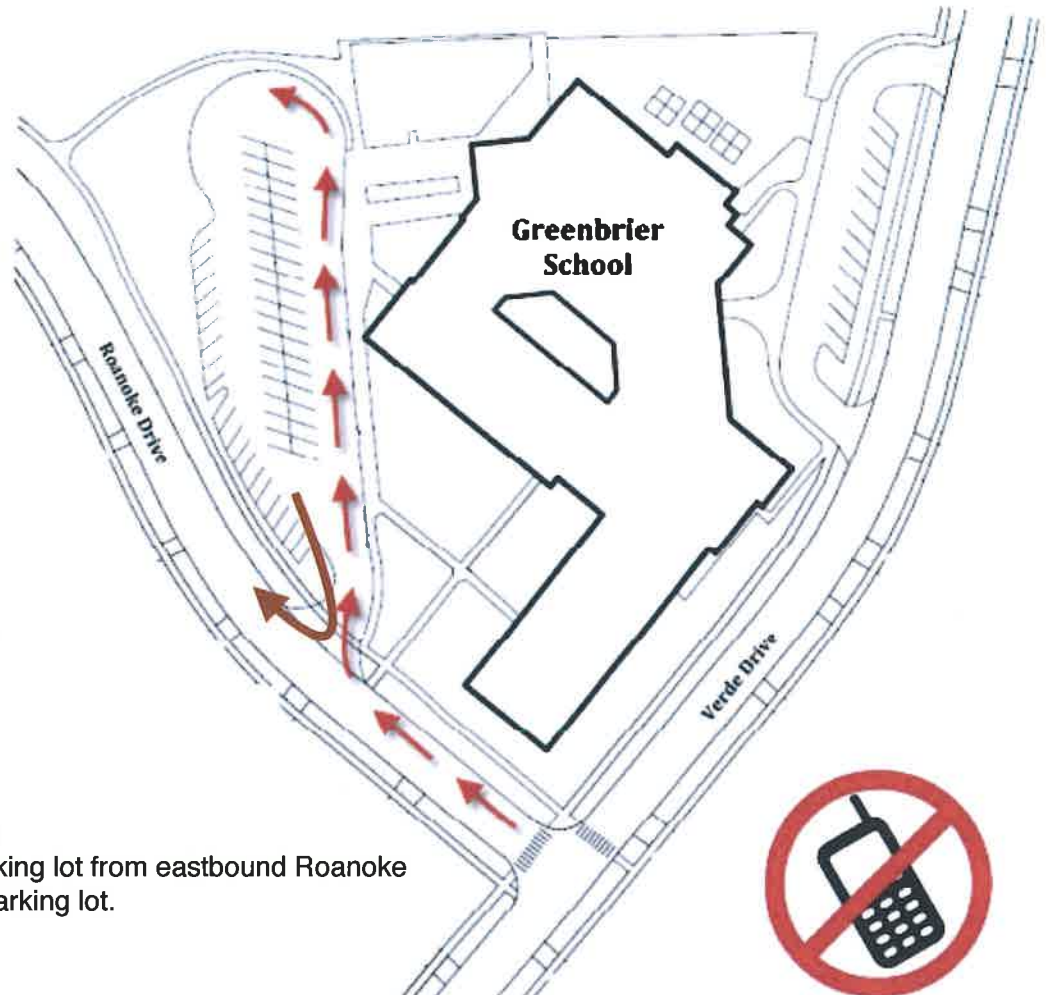 Greenbrier
School
Roanoke Drive
Verde Drive
king lot from eastbound Roanoke
arking lot.